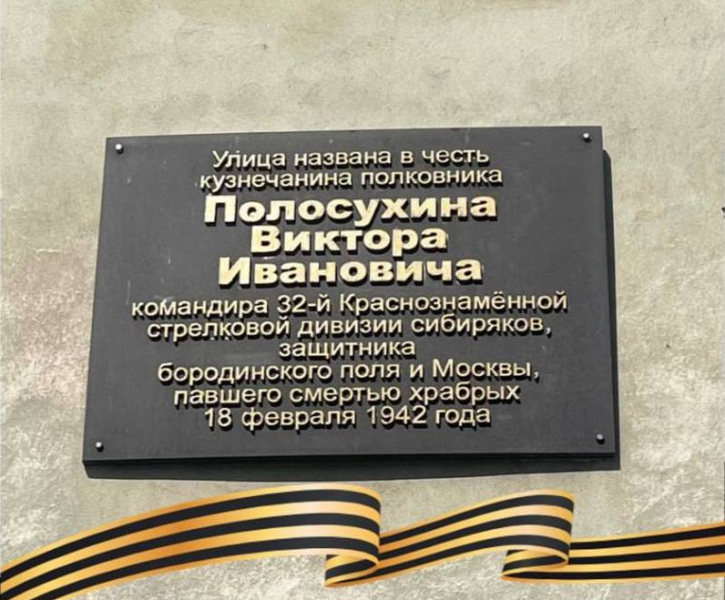 Улица названа в честь
кузнечанина полковника
Полосухина
Виктора
Ивановича
командира 32-й Краснознамённой
стрелковой дивизии сибиряков,
защитника
бородинского поля и Москвы,
павшего смертью храбрых
18 февраля 1942 года